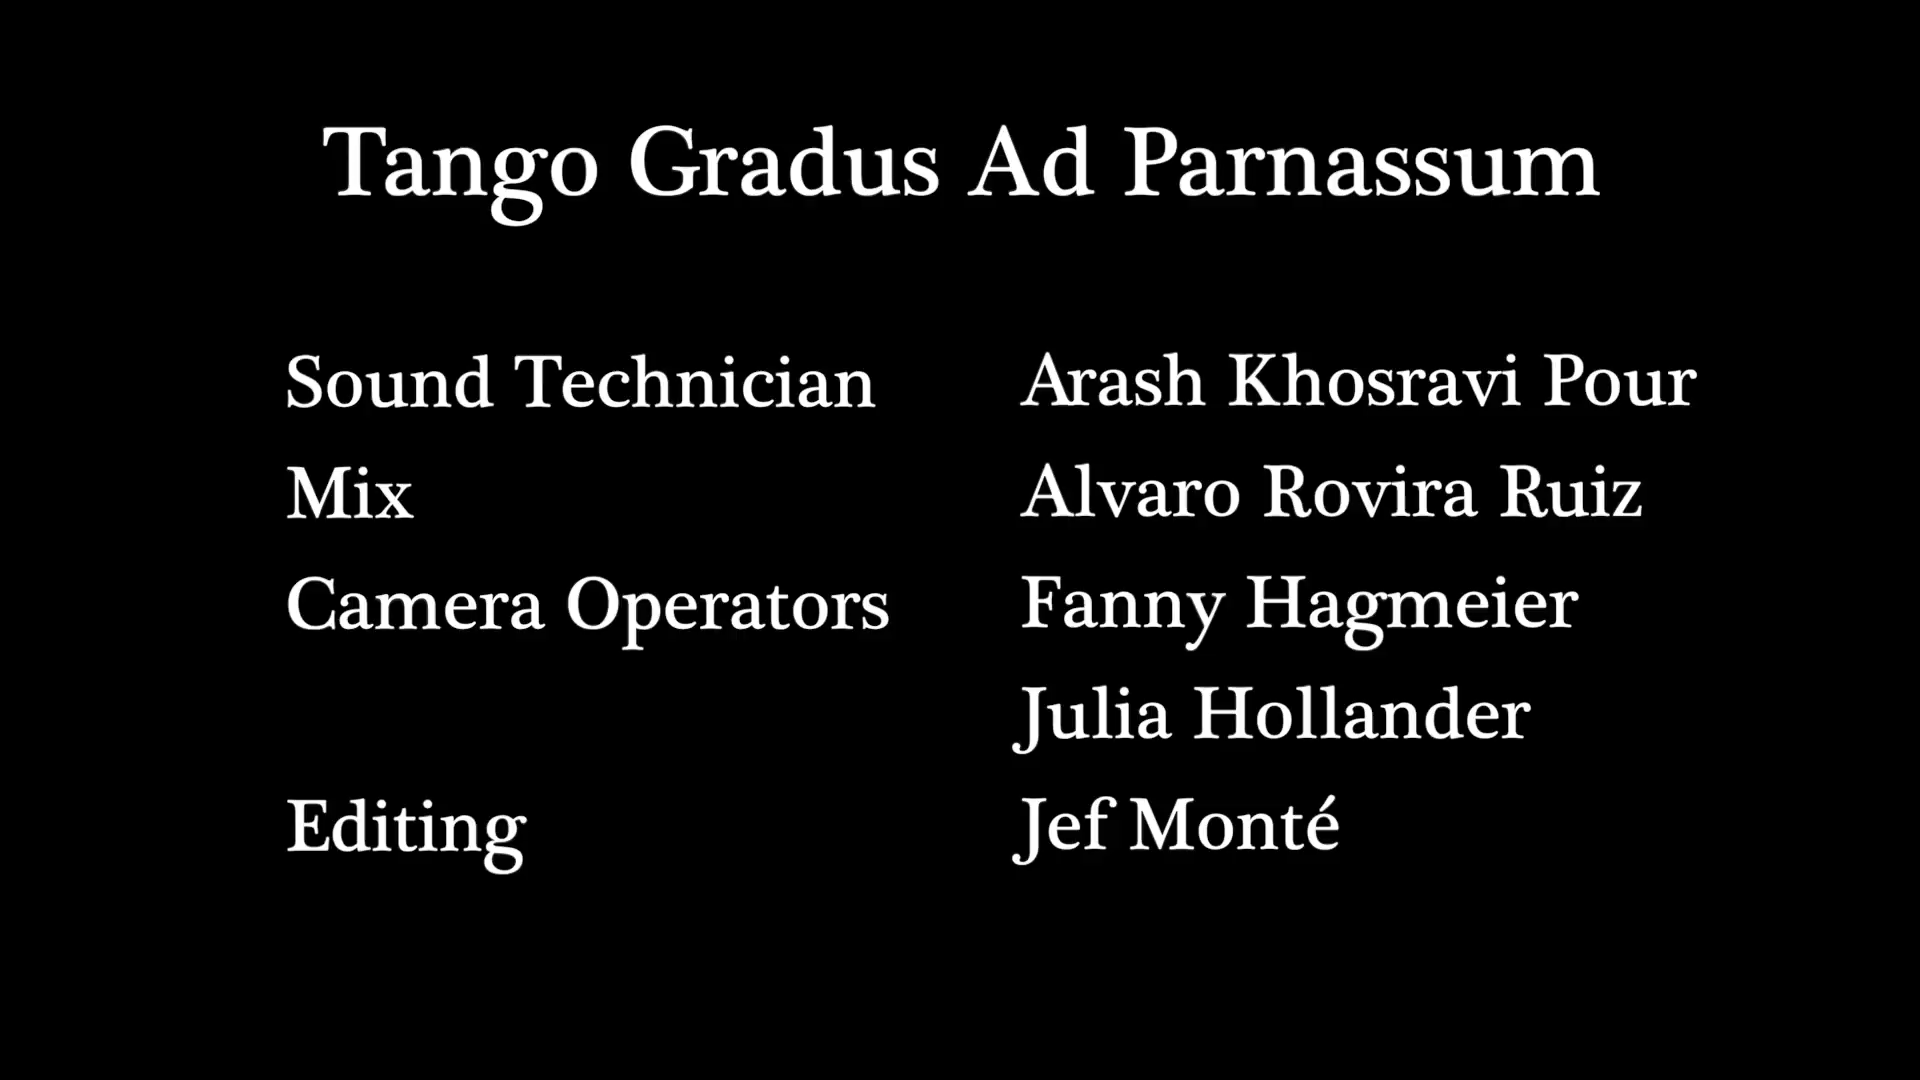 Tango Gradus Ad Parnassum
Sound Technician Arash Khosravi Pour
Mix Alvaro Rovira Ruiz
Camera Operators Fanny Hagmeier
Julia Hollander
Editing Jef Monté